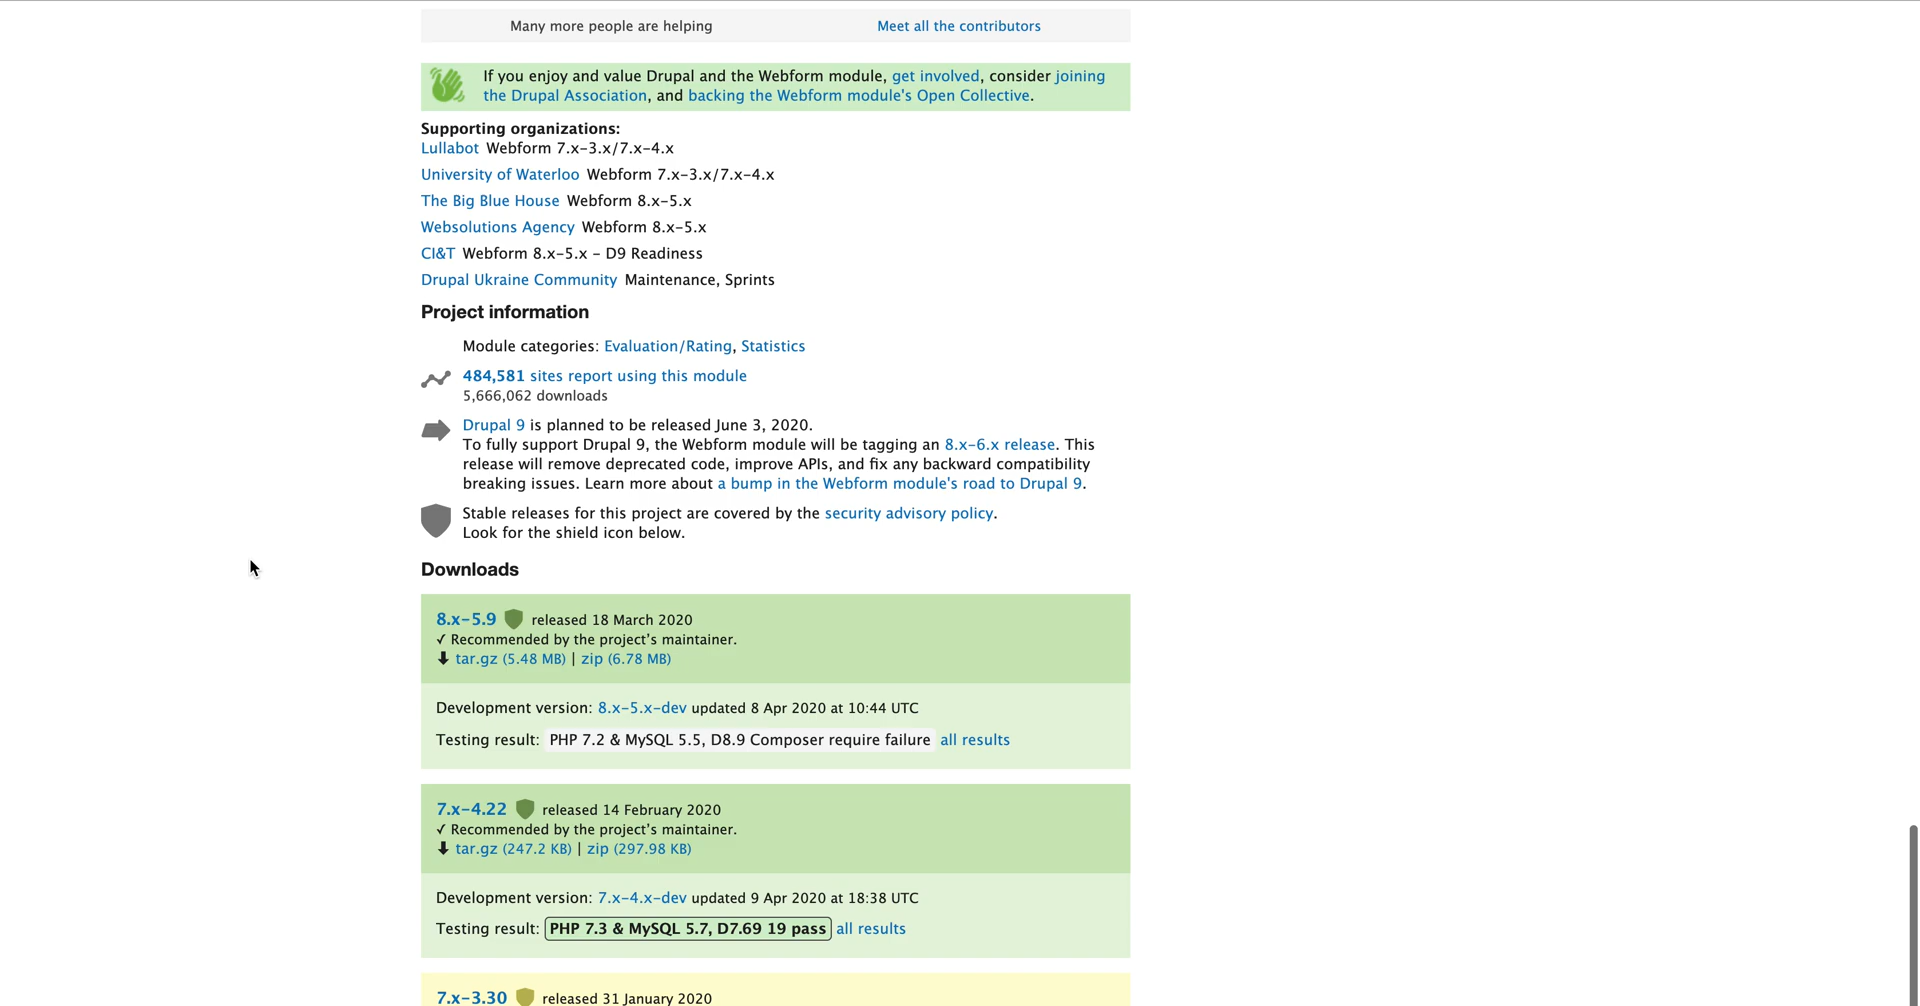 Many more people are helping Meet all the contributors
If you enjoy and value Drupal and the Webform module, get involved, consider joining
the Drupal Association, and backing the Webform module's Open Collective.
Supporting organizations:
Lullabot Webform 7.x-3.x/7.x-4.x
University of Waterloo Webform 7.x-3.x/7.x-4.x
The Big Blue House Webform 8.x-5.x
Websolutions Agency Webform 8.x-5.x
CI&T Webform 8.x-5.x - D9 Readiness
Drupal Ukraine Community Maintenance, Sprints
Project information
Module categories: Evaluation/Rating, Statistics
484,581 sites report using this module
5,666,062 downloads
Drupal 9 is planned to be released June 3, 2020.
To fully support Drupal 9, the Webform module will be tagging an 8.x-6.x release. This
release will remove deprecated code, improve APIs, and fix any backward compatibility
breaking issues. Learn more about a bump in the Webform module's road to Drupal 9.
Stable releases for this project are covered by the security advisory policy.
Look for the shield icon below.
Downloads
8.x-5.9 released 18 March 2020
✓ Recommended by the project’s maintainer.
tar.gz (5.48 MB) | zip (6.78 MB)
Development version: 8.x-5.x-dev updated 8 Apr 2020 at 10:44 UTC
Testing result: PHP 7.2 & MySQL 5.5, D8.9 Composer require failure all results
7.x-4.22 released 14 February 2020
✓ Recommended by the project’s maintainer.
tar.gz (247.2 KB) | zip (297.98 KB)
Development version: 7.x-4.x-dev updated 9 Apr 2020 at 18:38 UTC
Testing result: PHP 7.3 & MySQL 5.7, D7.69 19 pass all results
7.x-3.30 released 31 January 2020